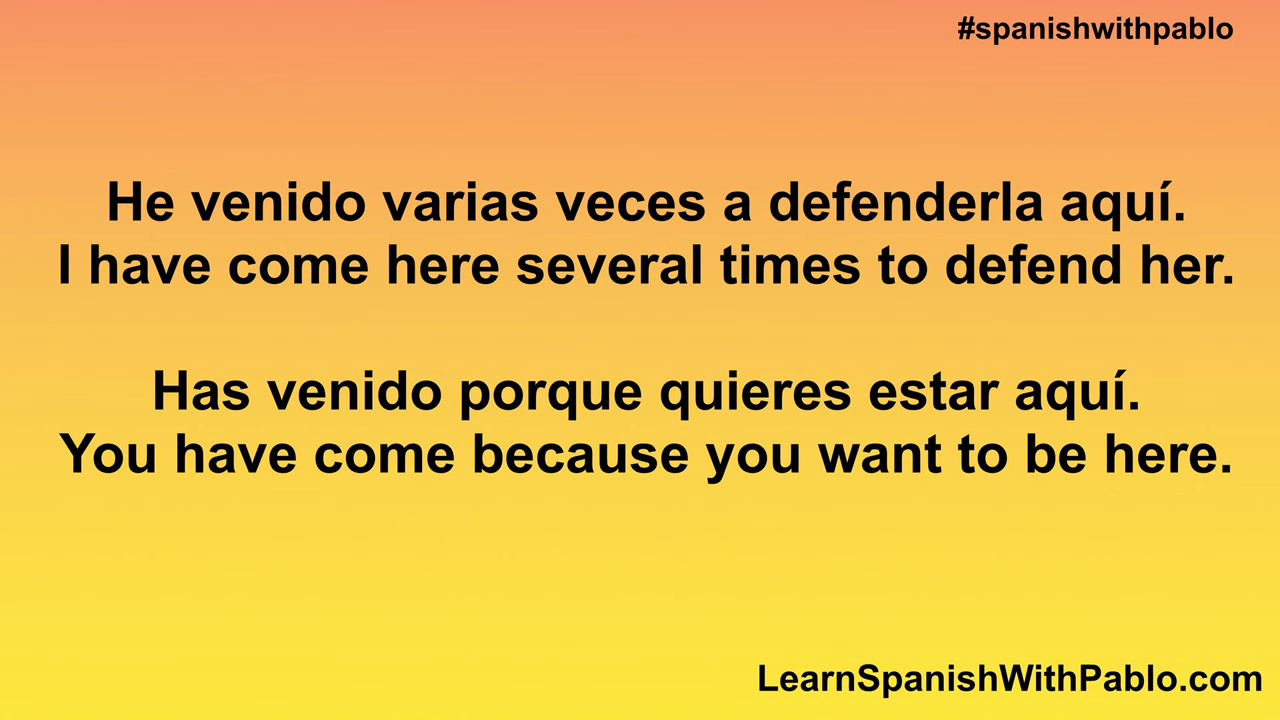 #spanishwithpablo
He venido varias veces a defenderla aquí.
I have come here several times to defend her.
Has venido porque quieres estar aquí.
You have come because you want to be here.
LearnSpanishWithPablo.com